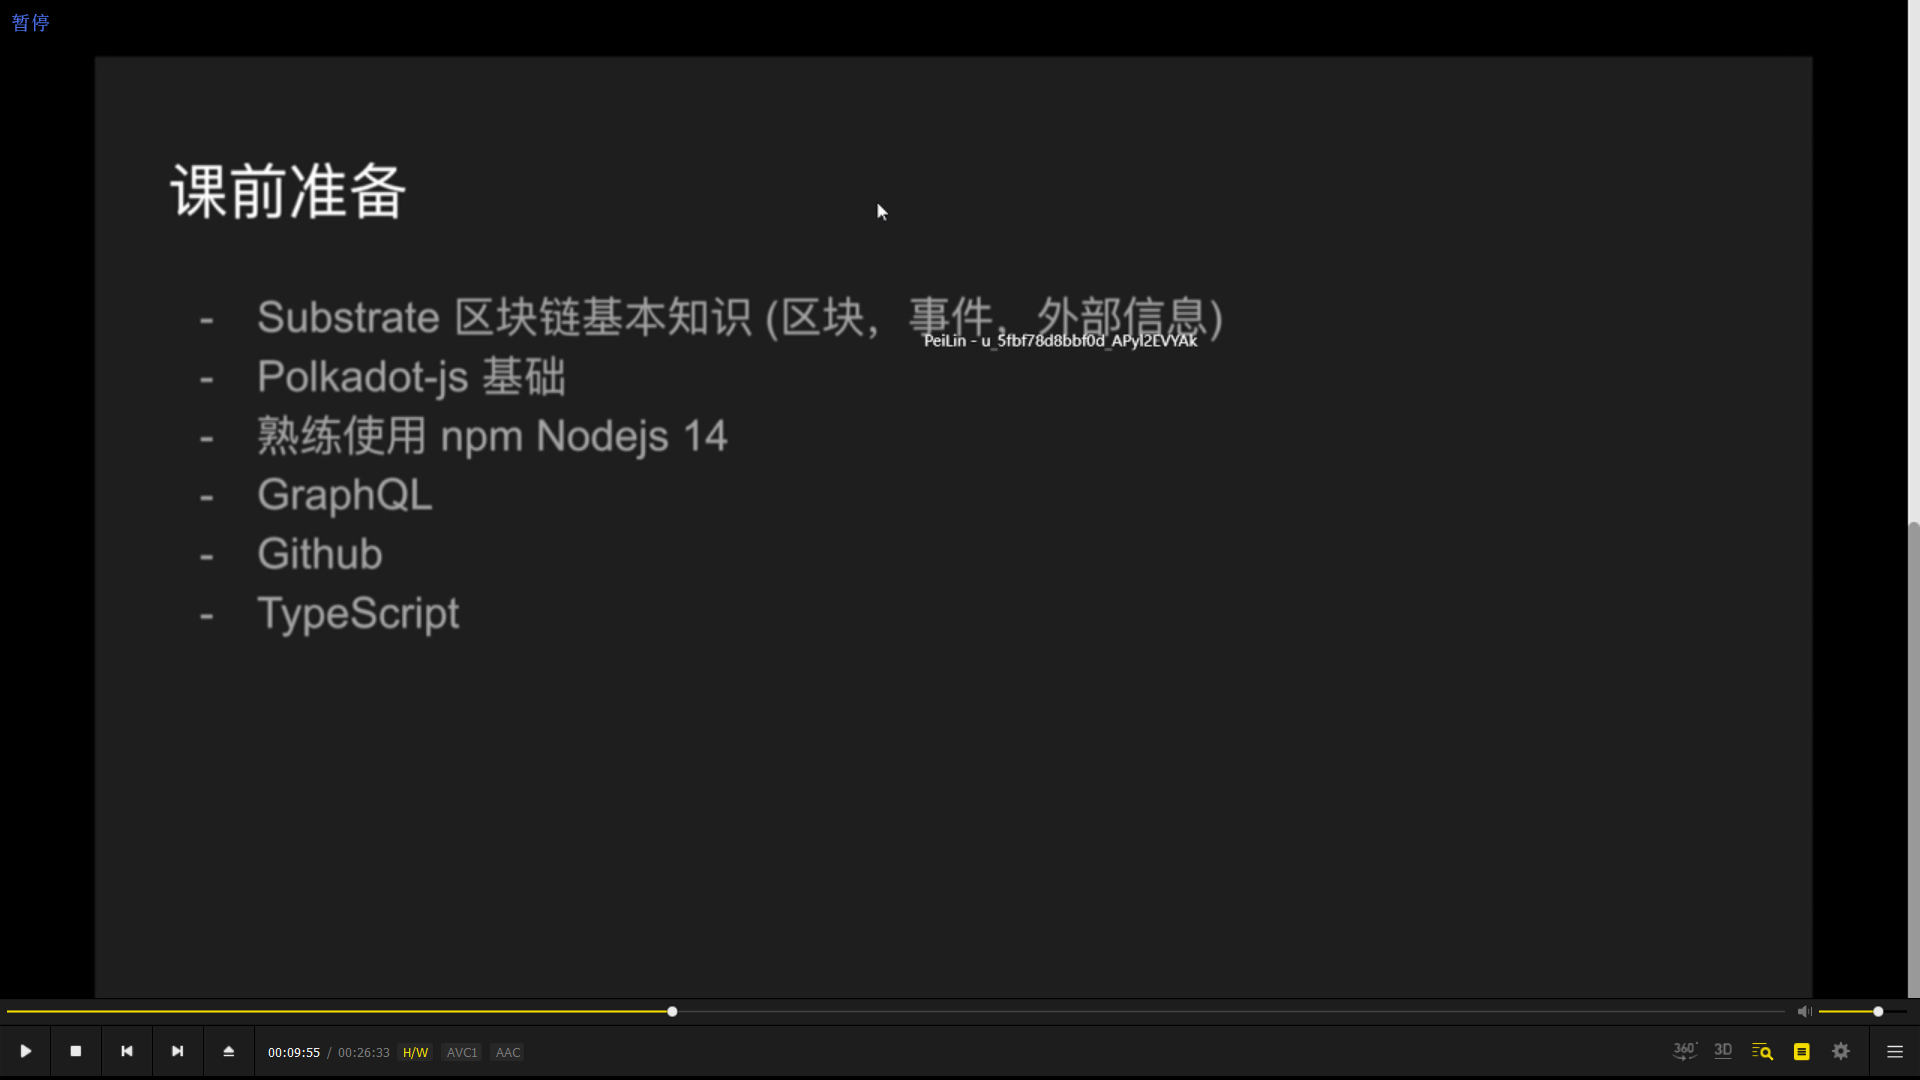 暂停
课前准备
- Substrate 区块链基本知识 (区块，事件，外部信息)
PeiLin - u_5fbf78d8bbf0d_APyl2EVYAk
- Polkadot-js 基础
- 熟练使用 npm Nodejs 14
- GraphQL
- Github
- TypeScript
00:09:55 / 00:26:33 H/W AVC1 AAC
360° 3D